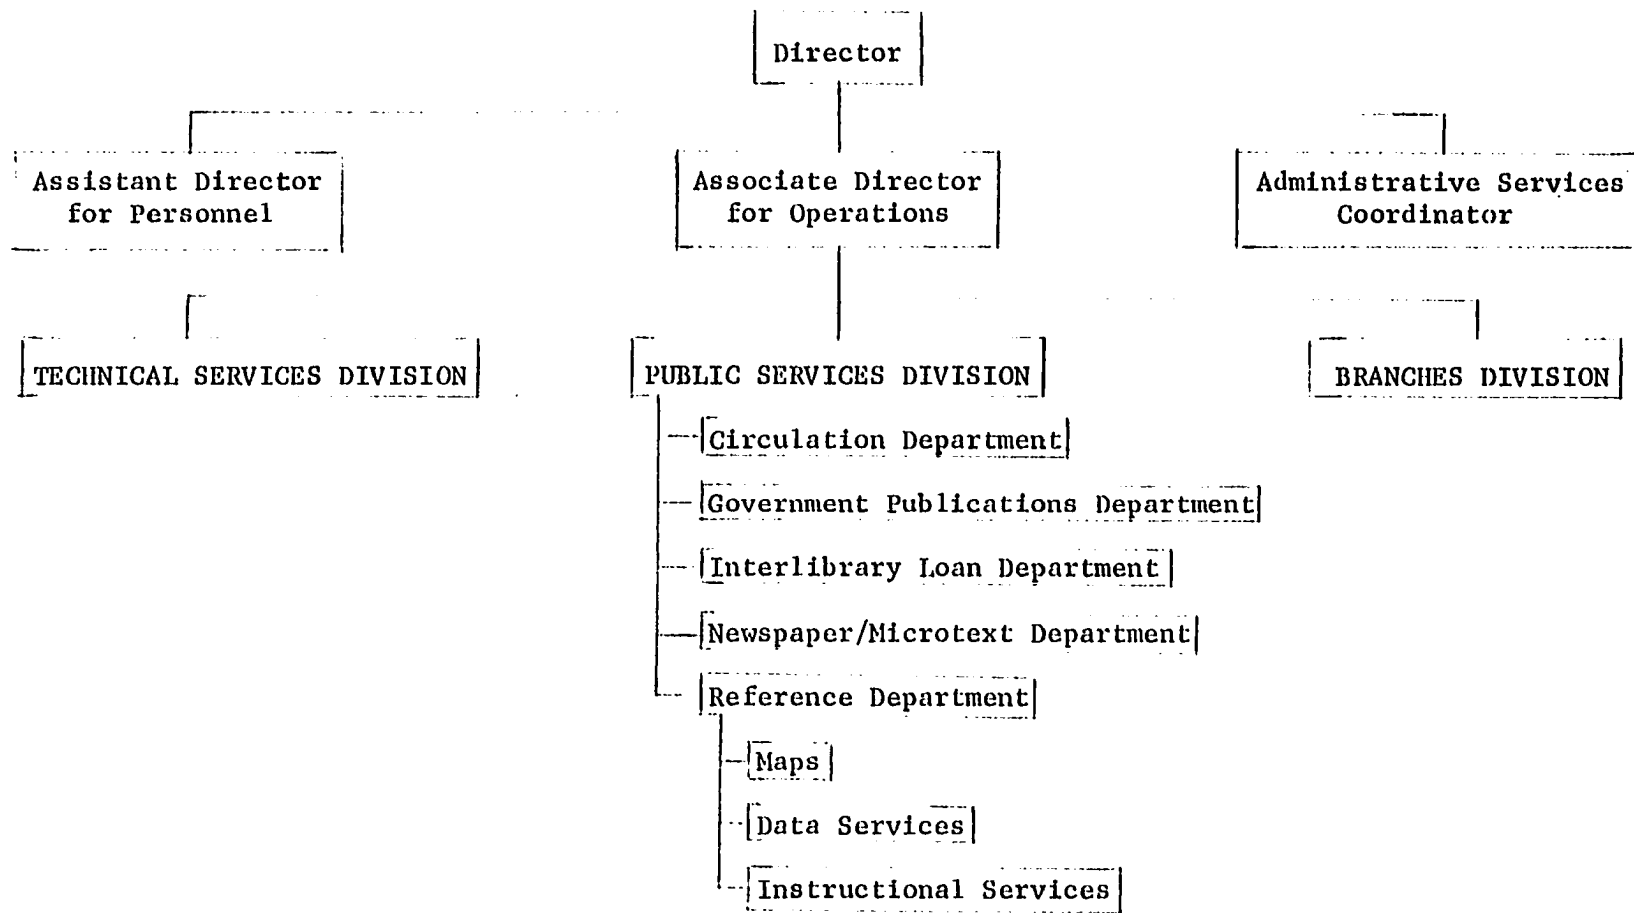 Director
Assistant Director
for Personnel
Associate Director
for Operations
Administrative Services
Coordinator
TECHNICAL SERVICES DIVISION
PUBLIC SERVICES DIVISION
BRANCHES DIVISION
Circulation Department
Government Publications Department
Interlibrary Loan Department
Newspaper/Microtext Department
Reference Department
Maps
Data Services
Instructional Services